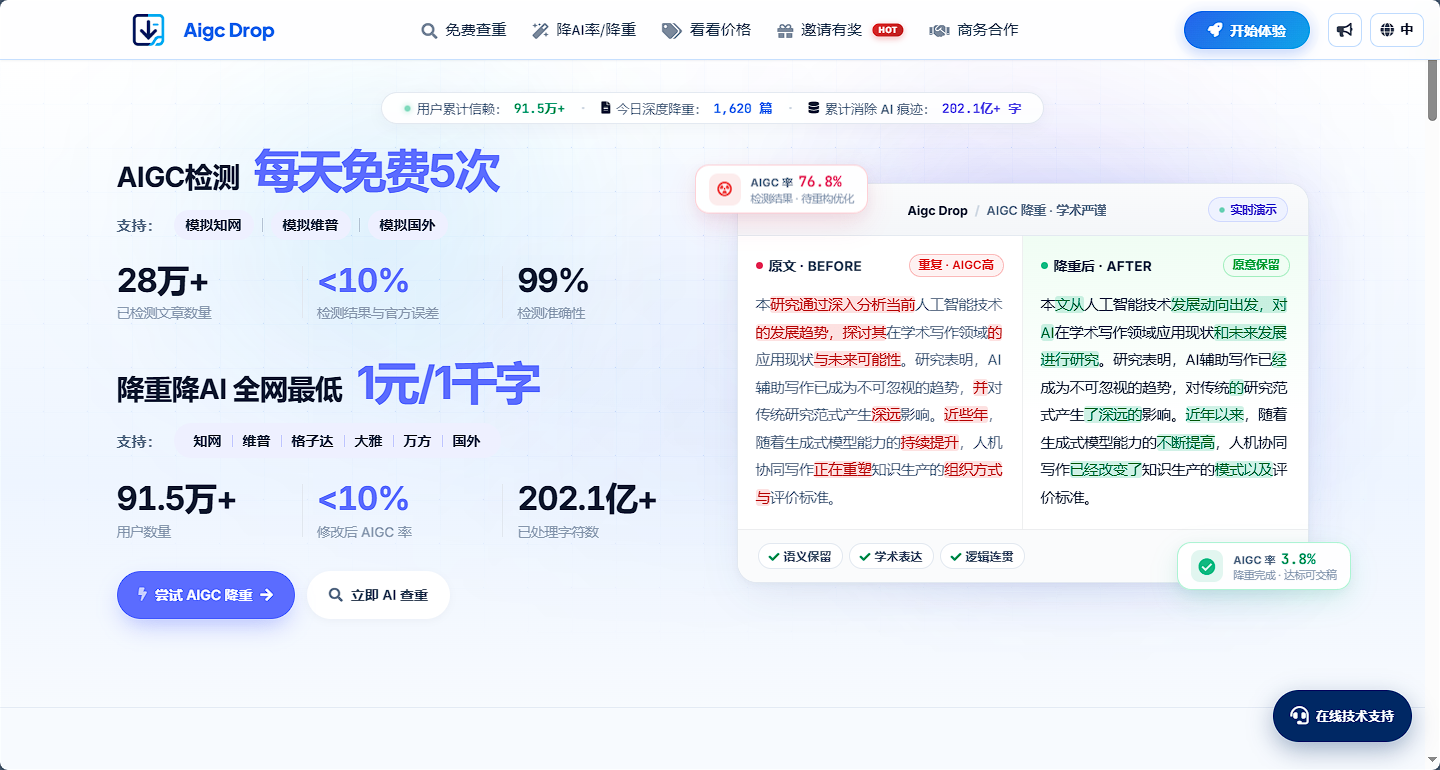 Aigc Drop
免费查重
降AI率/降重
看看价格
邀请有奖 HOT
商务合作
开始体验
中
用户累计信赖： 91.5万+ · 今日深度降重： 1,620 篇 · 累计消除 AI 痕迹： 202.1亿+ 字
AIGC检测 每天免费5次
支持： 模拟知网 | 模拟维普 | 模拟国外
28万+ <10% 99%
已检测文章数量 检测结果与官方误差 检测准确性
降重降AI 全网最低 1元/1千字
支持： 知网 | 维普 | 格子达 | 大雅 | 万方 | 国外
91.5万+ <10% 202.1亿+
用户数量 修改后 AIGC 率 已处理字符数
尝试 AIGC 降重
立即 AI 查重
AIGC 率 76.8%
检测结果 · 待重构优化
Aigc Drop / AIGC 降重 · 学术严谨
实时演示
原文 · BEFORE 重复 · AIGC高
本研究通过深入分析当前人工智能技术
的发展趋势，探讨其在学术写作领域的
应用现状与未来可能性。研究表明，AI
辅助写作已成为不可忽视的趋势，并对
传统研究范式产生深远影响。近些年，
随着生成式模型能力的持续提升，人机
协同写作正在重塑知识生产的组织方式
与评价标准。
降重后 · AFTER 原意保留
本文从人工智能技术发展动向出发，对
AI在学术写作领域应用现状和未来发展
进行研究。研究表明，AI辅助写作已经
成为不可忽视的趋势，对传统的研究范
式产生了深远的影响。近年以来，随着
生成式模型能力的不断提高，人机协同
写作已经改变了知识生产的模式以及评
价标准。
语义保留
学术表达
逻辑连贯
AIGC 率 3.8%
降重完成 · 达标可交稿
在线技术支持